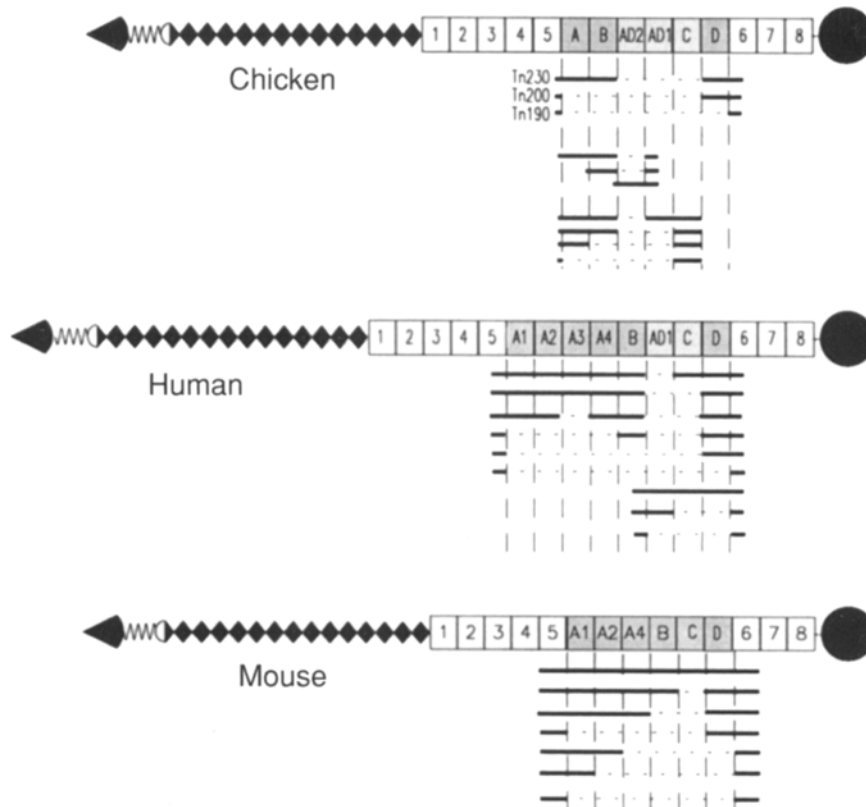 1 2 3 4 5 A B AD2 AD1 C D 6 7 8
Chicken
Tn230
Tn200
Tn190
1 2 3 4 5 A1 A2 A3 A4 B AD1 C D 6 7 8
Human
1 2 3 4 5 A1 A2 A4 B C D 6 7 8
Mouse